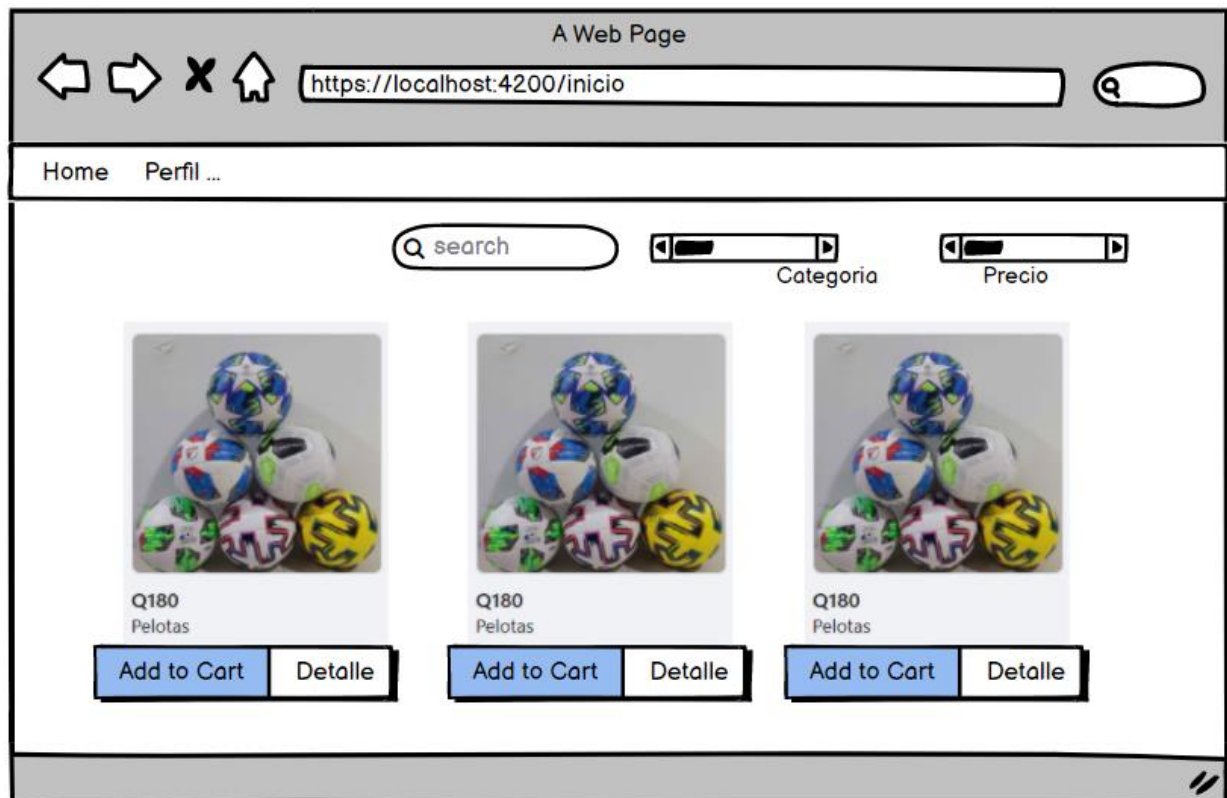 A Web Page
https://localhost:4200/inicio
Home Perfil ...
search
Categoria Precio
Q180 Q180 Q180
Pelotas Pelotas Pelotas
Add to Cart Detalle Add to Cart Detalle Add to Cart Detalle